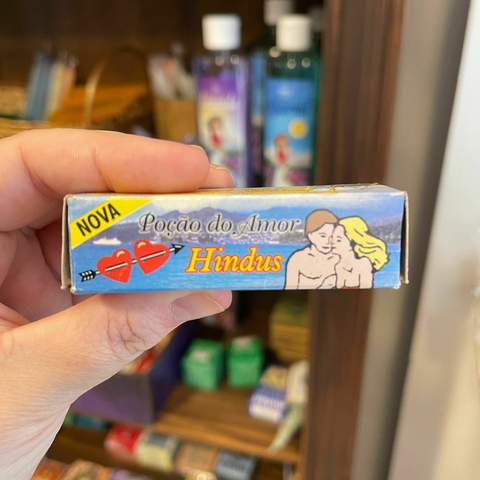 NOVA
Poção do Amor
Hindus